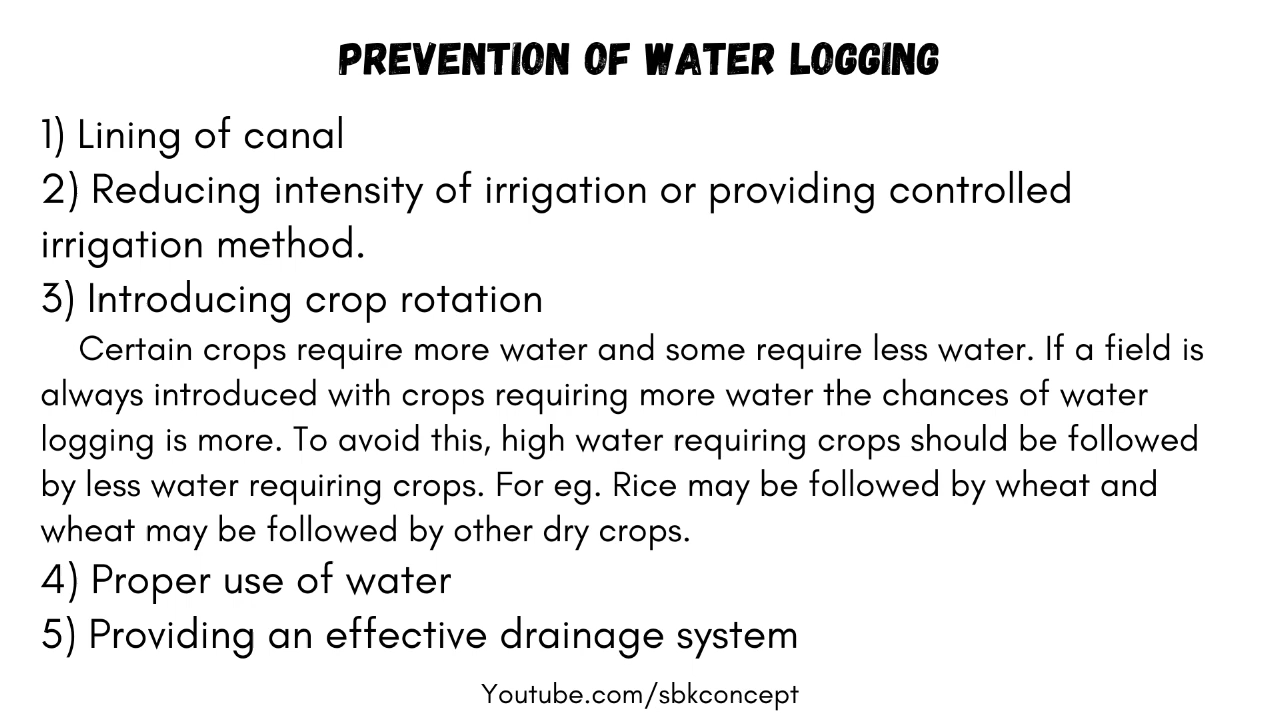 PREVENTION OF WATER LOGGING
1) Lining of canal
2) Reducing intensity of irrigation or providing controlled
irrigation method.
3) Introducing crop rotation
Certain crops require more water and some require less water. If a field is
always introduced with crops requiring more water the chances of water
logging is more. To avoid this, high water requiring crops should be followed
by less water requiring crops. For eg. Rice may be followed by wheat and
wheat may be followed by other dry crops.
4) Proper use of water
5) Providing an effective drainage system
Youtube.com/sbkconcept